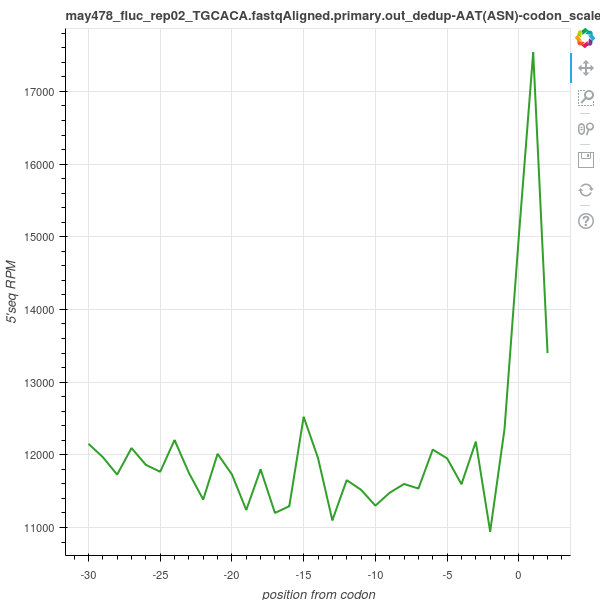 may478_fluc_rep02_TGCACA.fastqAligned.primary.out_dedup-AAT(ASN)-codon_scale
17000
16000
15000
14000
13000
12000
11000
5'seq RPM
-30 -25 -20 -15 -10 -5 0
position from codon